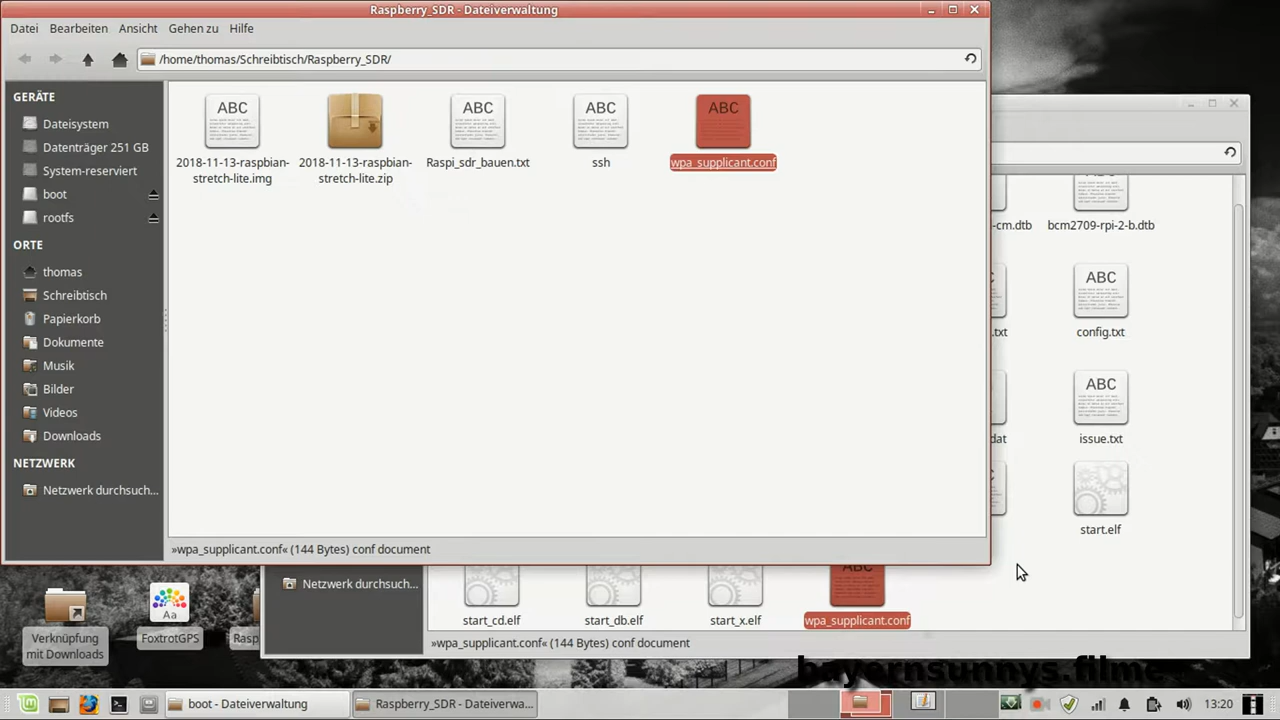 Raspberry_SDR - Dateiverwaltung
Datei Bearbeiten Ansicht Gehen zu Hilfe
/home/thomas/Schreibtisch/Raspberry_SDR/
GERÄTE
Dateisystem
Datenträger 251 GB
System-reserviert
boot
rootfs
ORTE
thomas
Schreibtisch
Papierkorb
Dokumente
Musik
Bilder
Videos
Downloads
NETZWERK
Netzwerk durchsuch...
ABC
2018-11-13-raspbian-
stretch-lite.img
2018-11-13-raspbian-
stretch-lite.zip
ABC
Raspi_sdr_bauen.txt
ABC
ssh
ABC
wpa_supplicant.conf
»wpa_supplicant.conf« (144 Bytes) conf document
-cm.dtb
bcm2709-rpi-2-b.dtb
.txt
ABC
config.txt
dat
ABC
issue.txt
start.elf
Netzwerk durchsuch...
start_cd.elf
start_db.elf
start_x.elf
wpa_supplicant.conf
»wpa_supplicant.conf« (144 Bytes) conf document
Verknüpfung
mit Downloads
Aa
FoxtrotGPS
Rasp
boot - Dateiverwaltung
Raspberry_SDR - Dateiverwa...
13:20